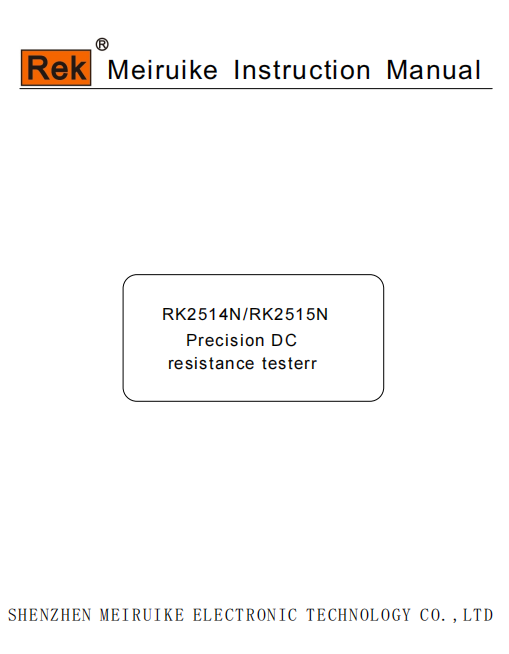 Rek® Meiruike Instruction Manual
RK2514N/RK2515N
Precision DC
resistance testerr
SHENZHEN MEIRUIKE ELECTRONIC TECHNOLOGY CO.,LTD